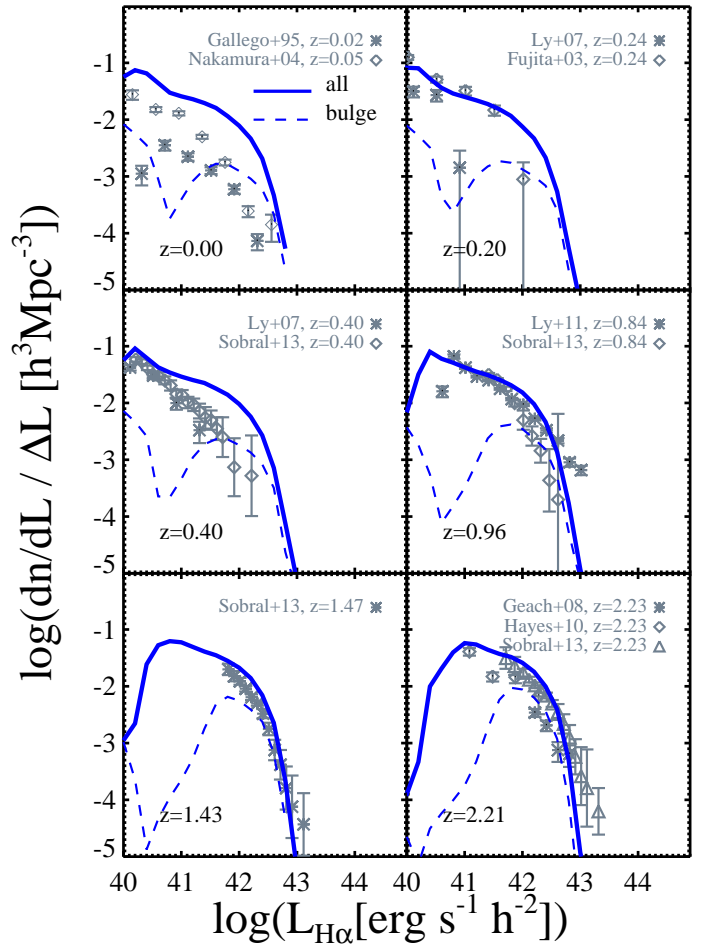 Gallego+95, z=0.02
Nakamura+04, z=0.05
all
bulge
z=0.00
Ly+07, z=0.24
Fujita+03, z=0.24
z=0.20
-1
-2
-3
-4
-5
Ly+07, z=0.40
Sobral+13, z=0.40
z=0.40
Ly+11, z=0.84
Sobral+13, z=0.84
z=0.96
-1
-2
-3
-4
-5
Sobral+13, z=1.47
z=1.43
Geach+08, z=2.23
Hayes+10, z=2.23
Sobral+13, z=2.23
z=2.21
-1
-2
-3
-4
-5
40 41 42 43 44
40 41 42 43 44
log(dn/dL / ΔL [h³Mpc⁻³])
log(L_Hα[erg s⁻¹ h⁻²])